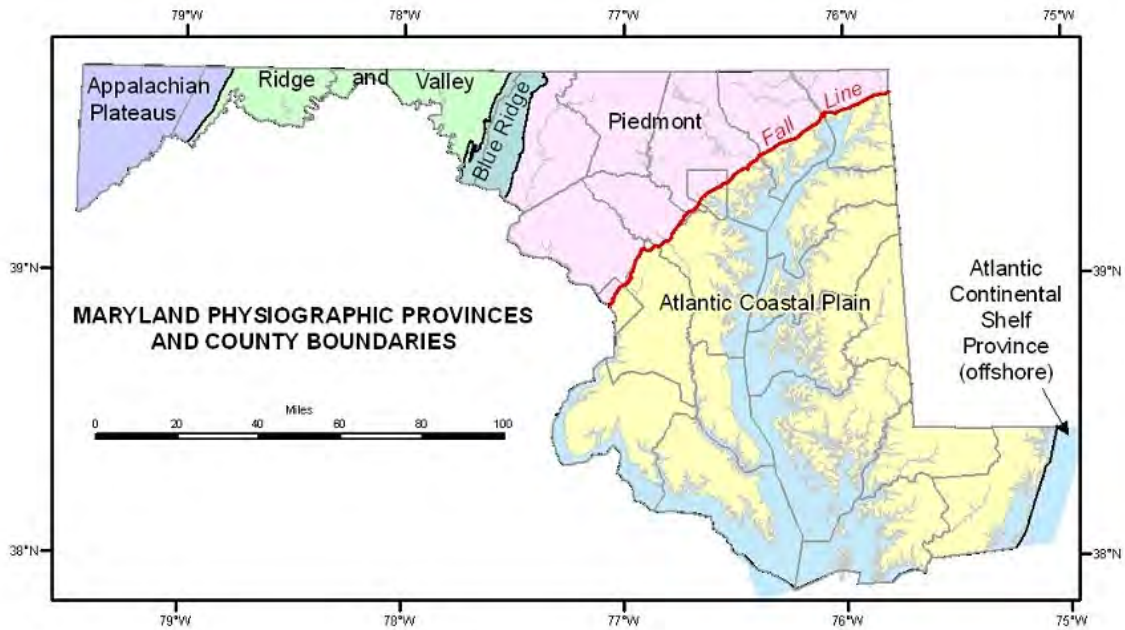 79°W 78°W 77°W 76°W 75°W
Appalachian
Plateaus
Ridge and Valley
Blue Ridge
Piedmont
Fall Line
39°N
39°N
Atlantic Coastal Plain
Atlantic
Continental
Shelf
Province
(offshore)
MARYLAND PHYSIOGRAPHIC PROVINCES
AND COUNTY BOUNDARIES
Miles
0 20 40 60 80 100
38°N
38°N
79°W 78°W 77°W 76°W 75°W